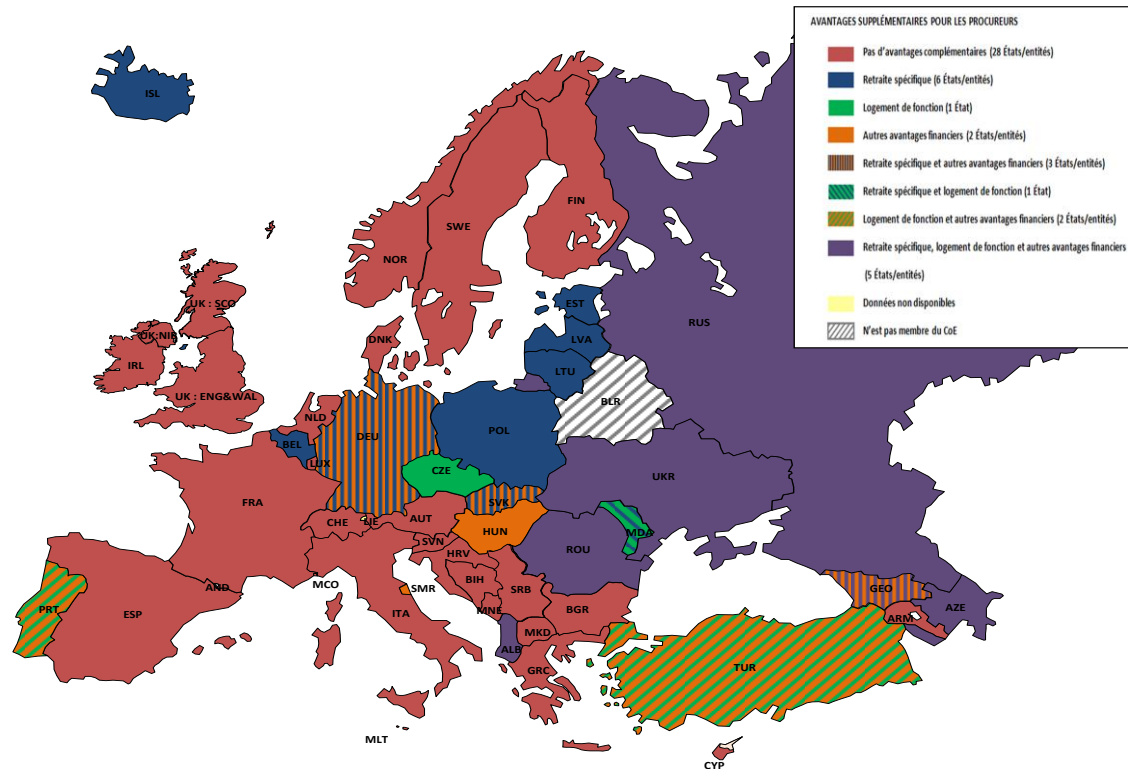 AVANTAGES SUPPLÉMENTAIRES POUR LES PROCUREURS
Pas d'avantages complémentaires (28 États/entités)
Retraite spécifique (6 États/entités)
Logement de fonction (1 État)
Autres avantages financiers (2 États/entités)
Retraite spécifique et autres avantages financiers (3 États/entités)
Retraite spécifique et logement de fonction (1 État)
Logement de fonction et autres avantages financiers (2 États/entités)
Retraite spécifique, logement de fonction et autres avantages financiers
(5 États/entités)
Données non disponibles
N'est pas membre du CoE
ISL
FIN
SWE
NOR
UK : SCO
EST
RUS
UK:NIR
LVA
DNK
IRL
LTU
UK : ENG&WAL
BLR
NLD
POL
DEU
BEL
LUX
CZE
UKR
FRA
SVK
CHE
LIE
AUT
HUN
MDA
SVN
ROU
HRV
AND
MCO
SMR
BIH
SRB
GEO
PRT
ESP
ITA
MNE
BGR
AZE
ARM
MKD
ALB
GRC
TUR
MLT
CYP